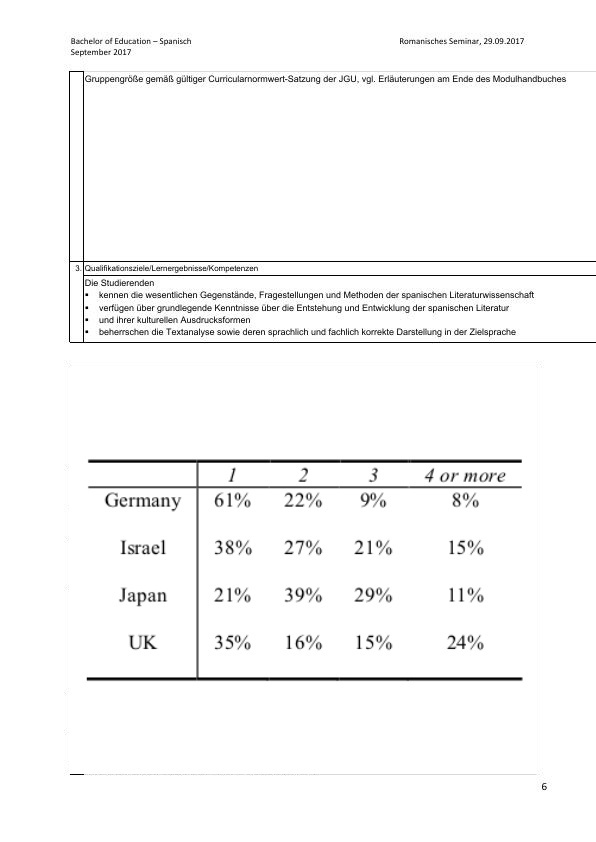 Bachelor of Education – Spanisch Romanisches Seminar, 29.09.2017
September 2017
Gruppengröße gemäß gültiger Curricularnormwert-Satzung der JGU, vgl. Erläuterungen am Ende des Modulhandbuches
3. Qualifikationsziele/Lernergebnisse/Kompetenzen
Die Studierenden
▪ kennen die wesentlichen Gegenstände, Fragestellungen und Methoden der spanischen Literaturwissenschaft
▪ verfügen über grundlegende Kenntnisse über die Entstehung und Entwicklung der spanischen Literatur
▪ und ihrer kulturellen Ausdrucksformen
▪ beherrschen die Textanalyse sowie deren sprachlich und fachlich korrekte Darstellung in der Zielsprache
1 2 3 4 or more
Germany 61% 22% 9% 8%
Israel 38% 27% 21% 15%
Japan 21% 39% 29% 11%
UK 35% 16% 15% 24%
6